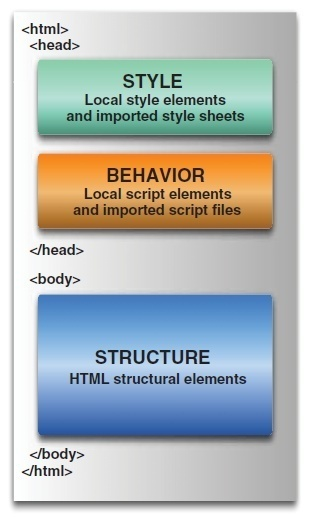 <html>
<head>
STYLE
Local style elements
and imported style sheets
BEHAVIOR
Local script elements
and imported script files
</head>
<body>
STRUCTURE
HTML structural elements
</body>
</html>